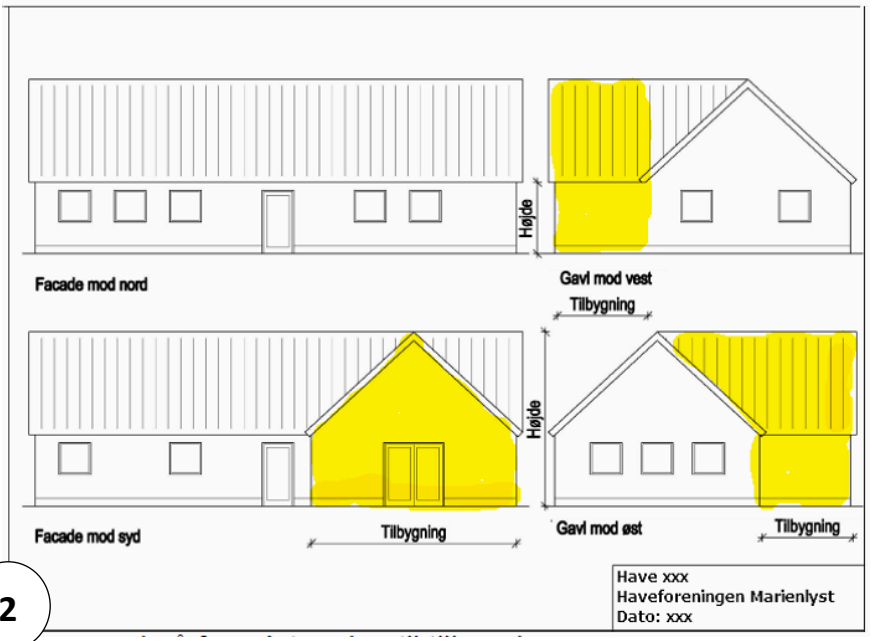 Højde
Facade mod nord
Gavl mod vest
Tilbygning
Højde
Facade mod syd
Tilbygning
Gavl mod øst
Tilbygning
Have xxx
Haveforeningen Marienlyst
Dato: xxx
2